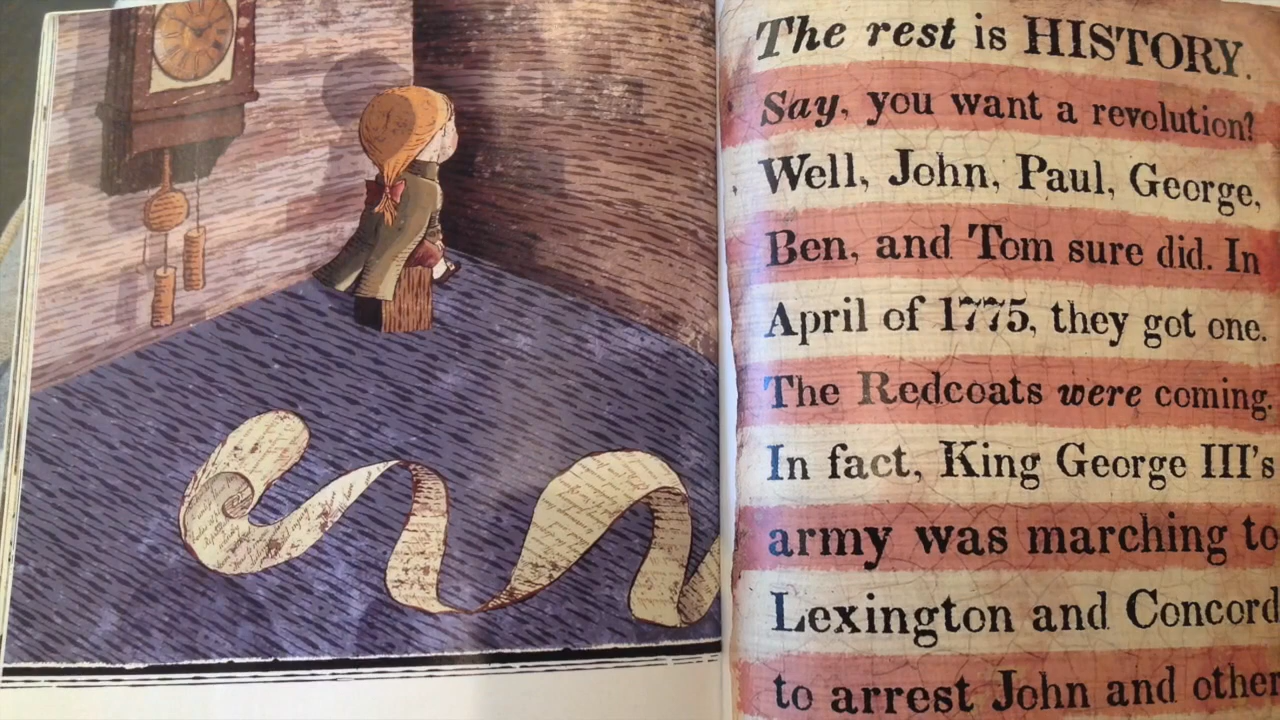 The rest is HISTORY.
Say, you want a revolution?
Well, John, Paul, George,
Ben, and Tom sure did. In
April of 1775, they got one.
The Redcoats were coming.
In fact, King George III's
army was marching to
Lexington and Concord
to arrest John and other